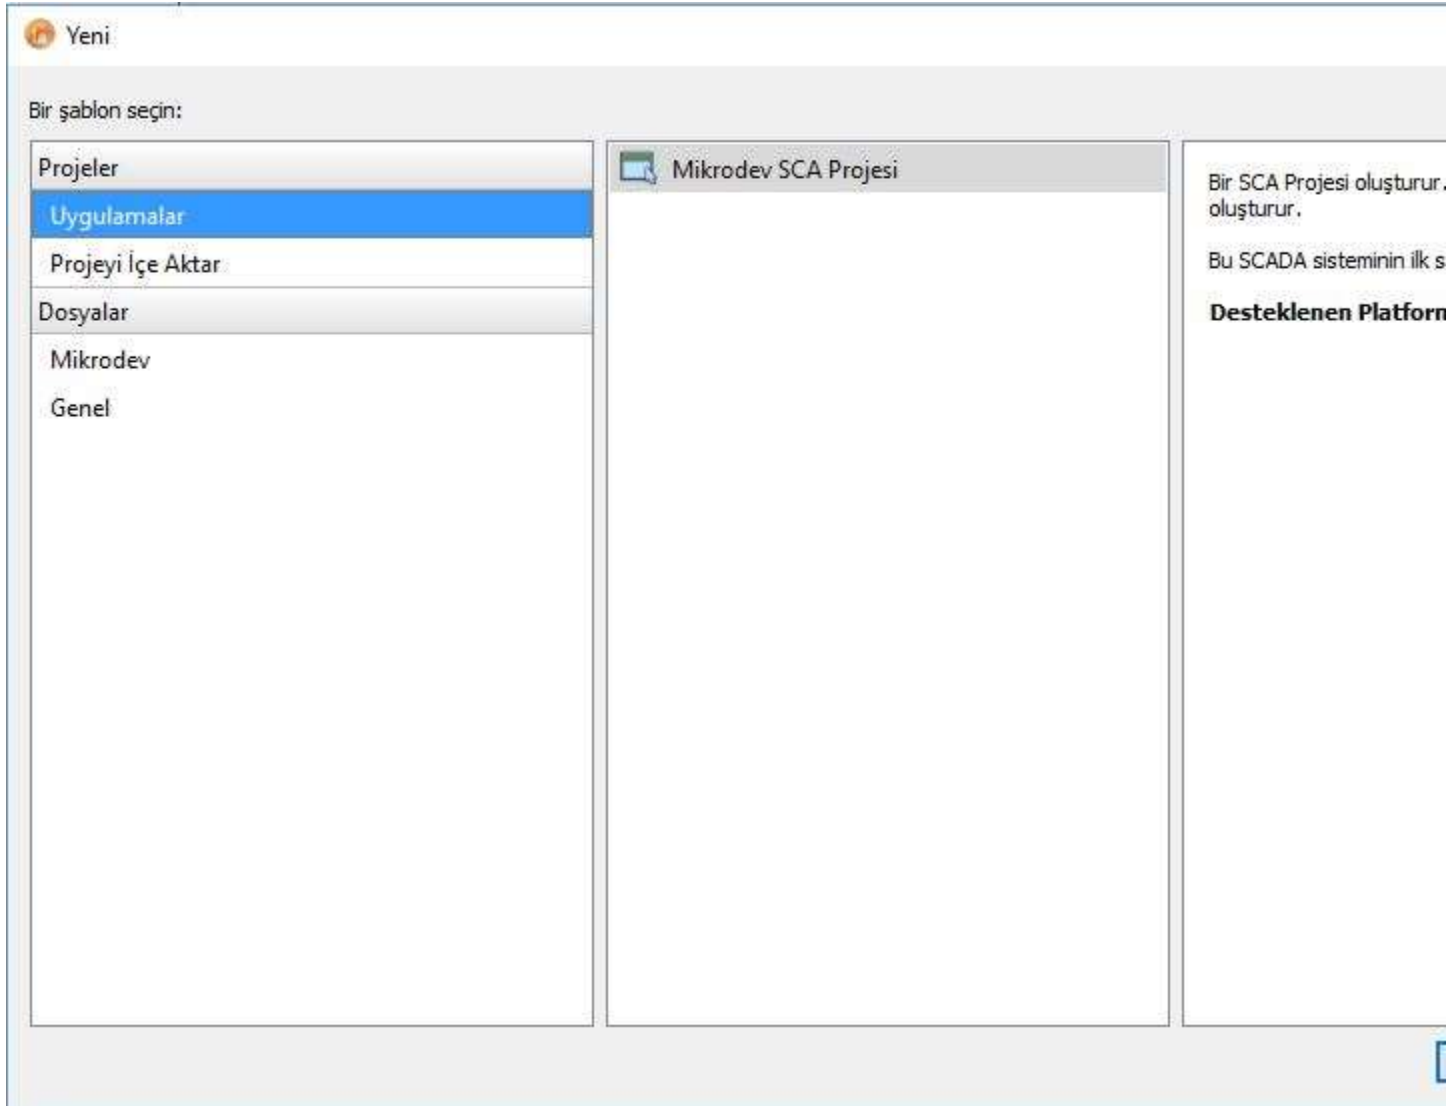 Yeni
Bir şablon seçin:
Projeler
Uygulamalar
Projeyi İçe Aktar
Dosyalar
Mikrodev
Genel
Mikrodev SCA Projesi
Bir SCA Projesi oluşturur.
oluşturur.
Bu SCADA sisteminin ilk
Desteklenen